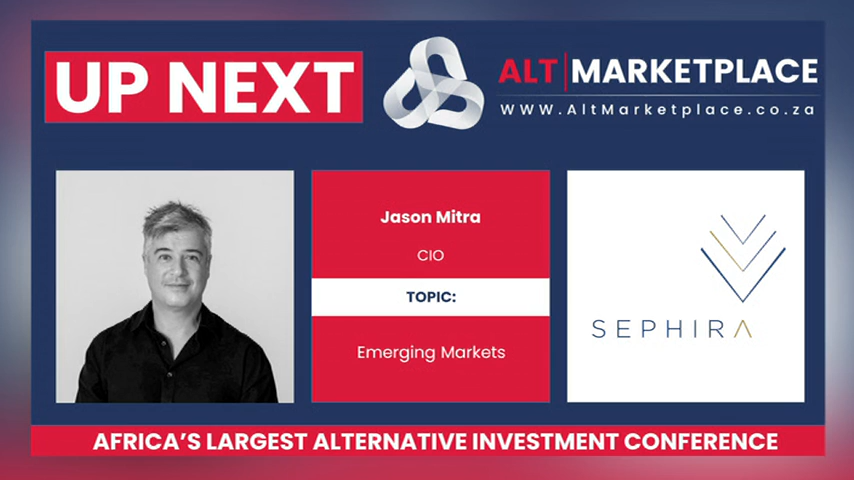 UP NEXT
ALT|MARKETPLACE
WWW.AltMarketplace.co.za
Jason Mitra
CIO
TOPIC:
Emerging Markets
SEPHIRA
AFRICA'S LARGEST ALTERNATIVE INVESTMENT CONFERENCE